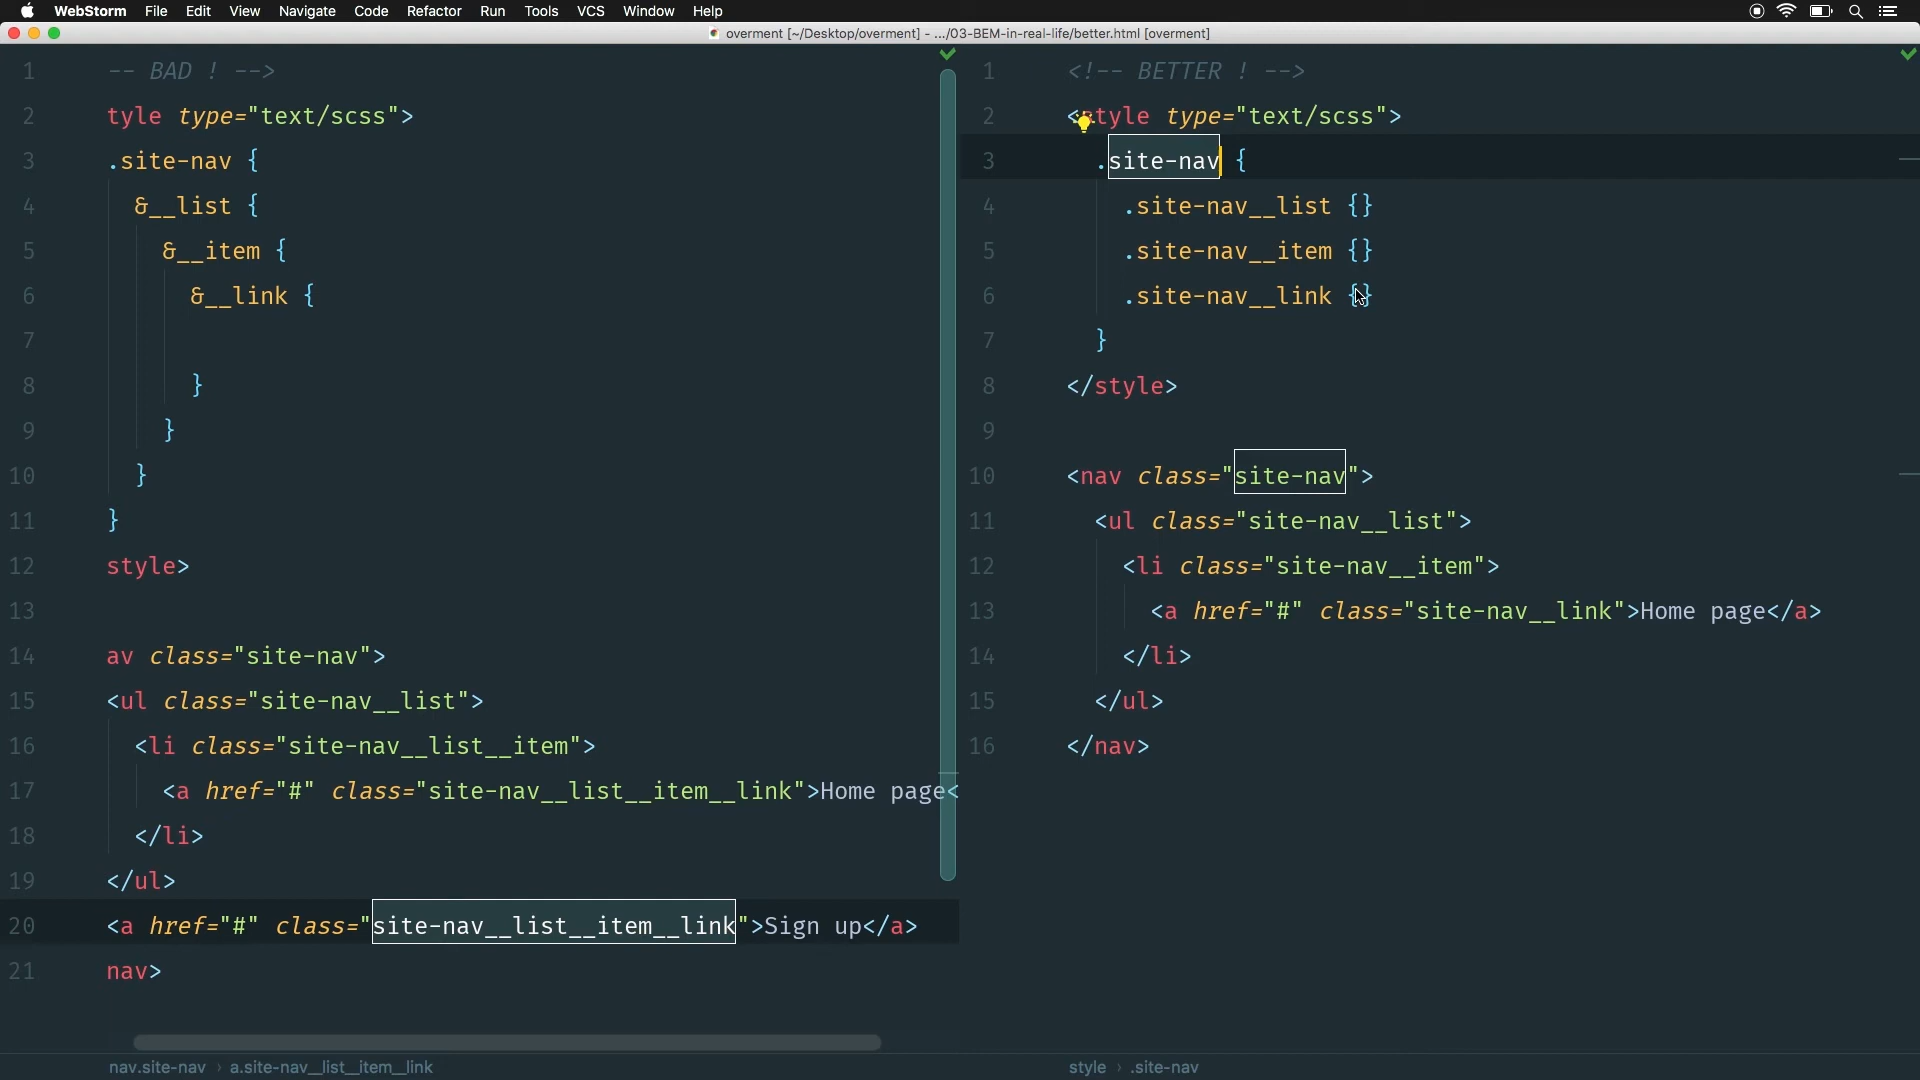 WebStorm File Edit View Navigate Code Refactor Run Tools VCS Window Help
overment [~/Desktop/overment] - .../03-BEM-in-real-life/better.html [overment]
1 -- BAD ! -->
2 tyle type="text/scss">
3 .site-nav {
4 &__list {
5 &__item {
6 &__link {
7
8 }
9 }
10 }
11 }
12 style>
13
14 av class="site-nav">
15 <ul class="site-nav__list">
16 <li class="site-nav__list__item">
17 <a href="#" class="site-nav__list__item__link">Home page<
18 </li>
19 </ul>
20 <a href="#" class="site-nav__list__item__link">Sign up</a>
21 nav>
nav.site-nav › a.site-nav__list__item__link
1 <!-- BETTER ! -->
2 <style type="text/scss">
3 .site-nav {
4 .site-nav__list {}
5 .site-nav__item {}
6 .site-nav__link {}
7 }
8 </style>
9
10 <nav class="site-nav">
11 <ul class="site-nav__list">
12 <li class="site-nav__item">
13 <a href="#" class="site-nav__link">Home page</a>
14 </li>
15 </ul>
16 </nav>
style › .site-nav